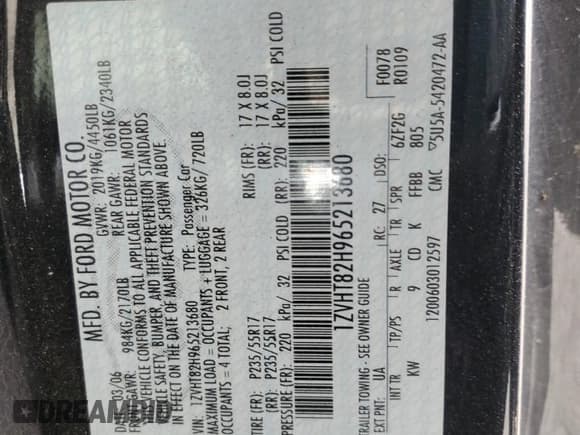 MFD. BY FORD MOTOR CO.
DATE: 03/06 GVWR: 2019KG/4450LB
FRONT GAWR: 984KG/2170LB REAR GAWR: 1061KG/2340LB
THIS VEHICLE CONFORMS TO ALL APPLICABLE FEDERAL MOTOR
VEHICLE SAFETY, BUMPER, AND THEFT PREVENTION STANDARDS
IN EFFECT ON THE DATE OF MANUFACTURE SHOWN ABOVE.
VIN: 1ZVHT82H965213680 TYPE: Passenger Car
MAXIMUM LOAD = OCCUPANTS + LUGGAGE = 326KG/720LB
OCCUPANTS = 4 TOTAL; 2 FRONT, 2 REAR
TIRE (FR): P235/55R17 RIMS (FR): 17 X 8.0J
(RR): P235/55R17 (RR): 17 X 8.0J
PRESSURE (FR): 220 kPa/ 32 PSI COLD (RR) 220 kPa/ 32 PSI COLD
1ZVHT82H965213680
TRAILER TOWING - SEE OWNER GUIDE
F0078
R0109
EXT PNT: UA RC: 27 DSO:
INT TR TP/PS R AXLE TR SPR 6ZF2G
KW 9 CD K FFBB 805
1200603012597 CMC ▽5U5A-5420472-AA
DREAMBID